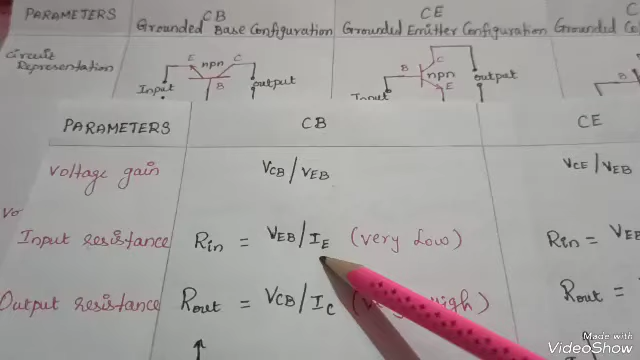 PARAMETERS CB CE
Grounded Base Configuration Grounded Emitter Configuration Grounded
Circuit E npn C C
Representation B npn
Input B output E output
Input
PARAMETERS CB CE
Voltage gain VCB/VEB VCE/VEB
Vo
Input resistance Rin = VEB/IE (very Low) Rin = VEB
Output resistance Rout = VCB/IC High) Rout =
Made with
VideoShow